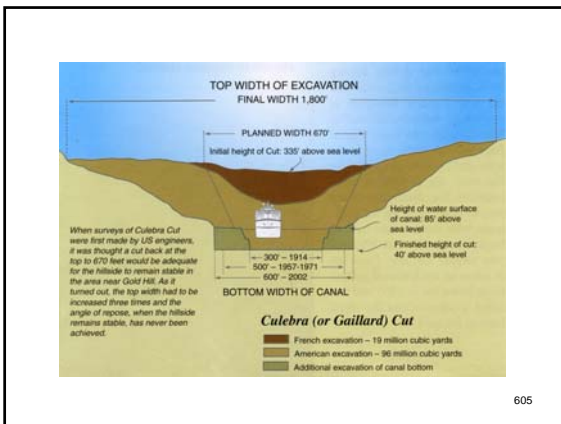 TOP WIDTH OF EXCAVATION
FINAL WIDTH 1,800'
PLANNED WIDTH 670'
Initial height of Cut: 335' above sea level
Height of water surface
of canal: 85' above
sea level
Finished height of cut:
40' above sea level
When surveys of Culebra Cut
were first made by US engineers,
it was thought a cut back at the
top to 670 feet would be adequate
for the hillside to remain stable in
the area near Gold Hill. As it
turned out, the top width had to be
increased three times and the
angle of repose, when the hillside
remains stable, has never been
achieved.
300' – 1914
500' – 1957-1971
600' – 2002
BOTTOM WIDTH OF CANAL
Culebra (or Gaillard) Cut
French excavation – 19 million cubic yards
American excavation – 96 million cubic yards
Additional excavation of canal bottom
605